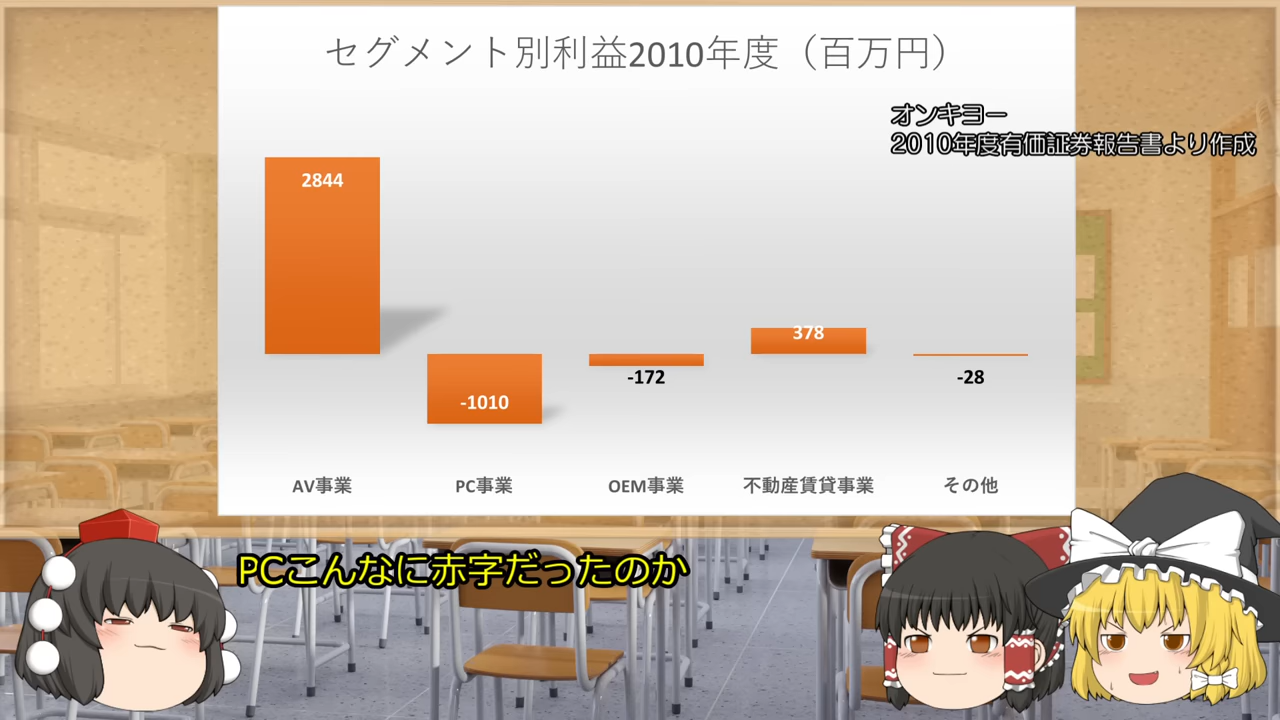 セグメント別利益2010年度（百万円）
オンキヨー
2010年度有価証券報告書より作成
2844
-1010
-172
378
-28
AV事業
PC事業
OEM事業
不動産賃貸事業
その他
PCこんなに赤字だったのか